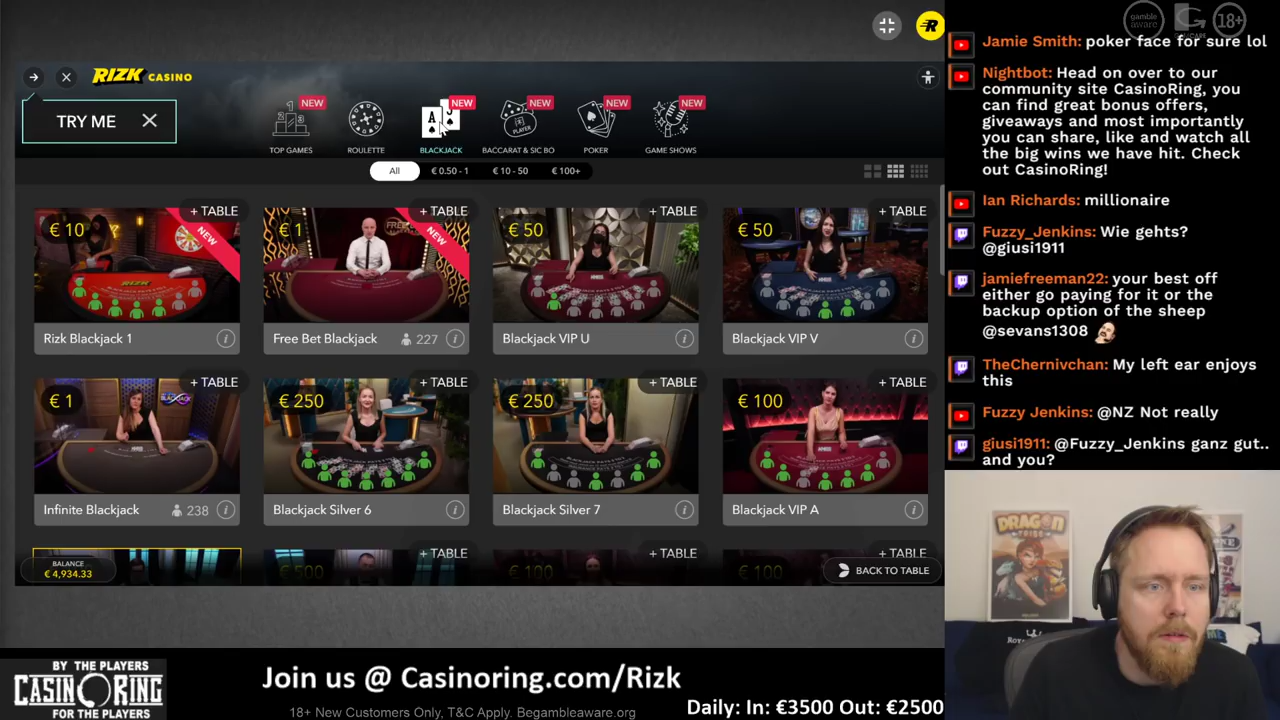 RIZK CASINO
TRY ME
NEW
NEW
NEW
NEW
NEW
TOP GAMES
ROULETTE
BLACKJACK
BACCARAT & SIC BO
POKER
GAME SHOWS
All
€ 0.50 - 1
€ 10 - 50
€ 100+
+ TABLE
+ TABLE
+ TABLE
+ TABLE
€ 10
€ 1
€ 50
€ 50
NEW
NEW
RIZK
Rizk Blackjack 1
Free Bet Blackjack
227
Blackjack VIP U
Blackjack VIP V
+ TABLE
+ TABLE
+ TABLE
+ TABLE
€ 1
€ 250
€ 250
€ 100
Infinite Blackjack
238
Blackjack Silver 6
Blackjack Silver 7
Blackjack VIP A
+ TABLE
+ TABLE
+ TABLE
€ 500
€ 100
€ 100
BALANCE
€ 4,934.33
BACK TO TABLE
gamble aware
18+
Jamie Smith: poker face for sure lol
Nightbot: Head on over to our
community site CasinoRing, you
can find great bonus offers,
giveaways and most importantly
you can share, like and watch all
the big wins we have hit. Check
out CasinoRing!
Ian Richards: millionaire
Fuzzy_Jenkins: Wie gehts?
@giusi1911
jamiefreeman22: your best off
either go paying for it or the
backup option of the sheep
@sevans1308
TheChernivchan: My left ear enjoys
this
Fuzzy Jenkins: @NZ Not really
giusi1911: @Fuzzy_Jenkins ganz gut..
and you?
DRAGON
BY THE PLAYERS
CASINORING
FOR THE PLAYERS
Join us @ Casinoring.com/Rizk
18+ New Customers Only, T&C Apply. Begambleaware.org
Daily: In: €3500 Out: €2500